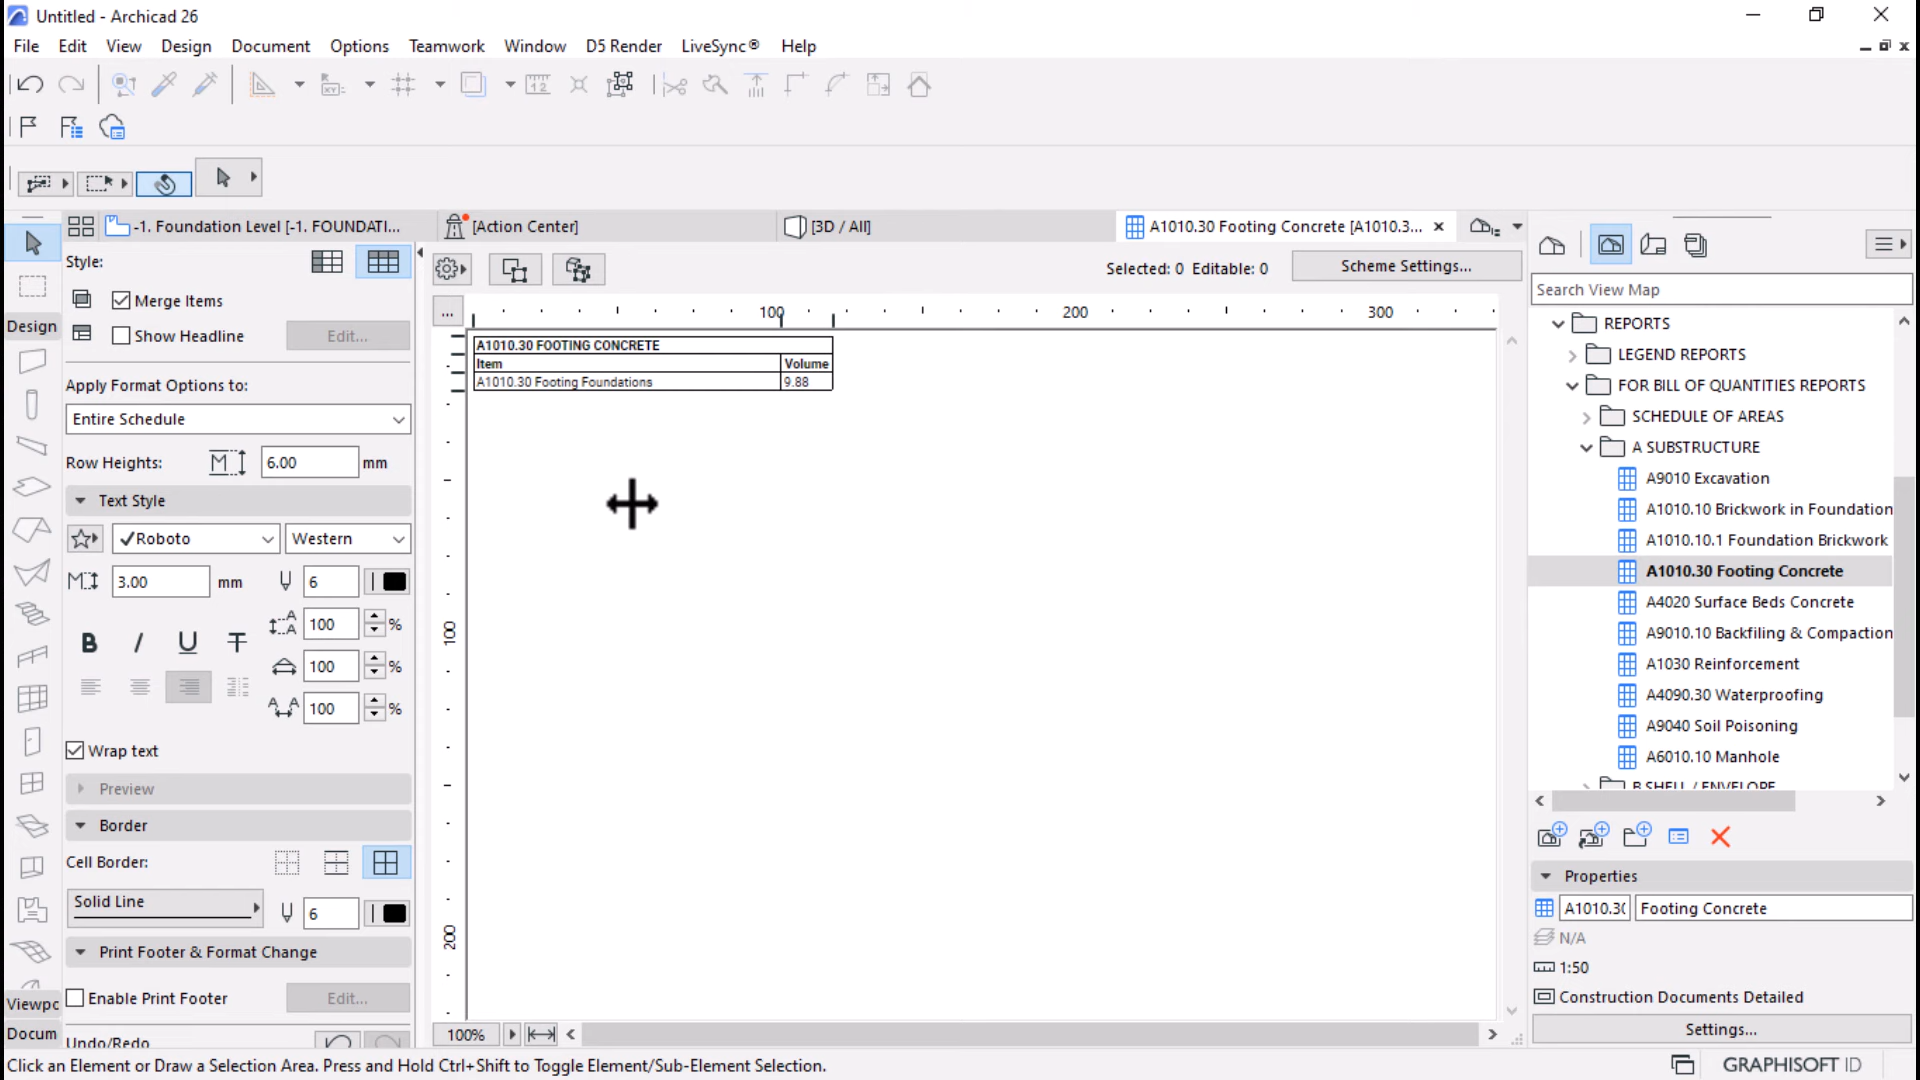 Untitled - Archicad 26
File Edit View Design Document Options Teamwork Window D5 Render LiveSync® Help
-1. Foundation Level [-1. FOUNDATI...
[Action Center]
[3D / All]
A1010.30 Footing Concrete [A1010.3...
Style:
Selected: 0 Editable: 0
Scheme Settings...
Search View Map
Merge Items
Show Headline
Edit...
100 200 300
Design
Apply Format Options to:
Entire Schedule
Row Heights:
6.00
mm
Text Style
Roboto
Western
3.00
mm
6
100 %
100 %
100 %
Wrap text
Preview
Border
Cell Border:
Solid Line
6
Print Footer & Format Change
Enable Print Footer
Edit...
Undo/Redo
Viewpc
Docum
A1010.30 FOOTING CONCRETE
Item Volume
A1010.30 Footing Foundations 9.88
100
200
100%
REPORTS
LEGEND REPORTS
FOR BILL OF QUANTITIES REPORTS
SCHEDULE OF AREAS
A SUBSTRUCTURE
A9010 Excavation
A1010.10 Brickwork in Foundation
A1010.10.1 Foundation Brickwork
A1010.30 Footing Concrete
A4020 Surface Beds Concrete
A9010.10 Backfiling & Compaction
A1030 Reinforcement
A4090.30 Waterproofing
A9040 Soil Poisoning
A6010.10 Manhole
B SHELL / ENVELOPE
Properties
A1010.3( Footing Concrete
N/A
1:50
Construction Documents Detailed
Settings...
Click an Element or Draw a Selection Area. Press and Hold Ctrl+Shift to Toggle Element/Sub-Element Selection.
GRAPHISOFT ID